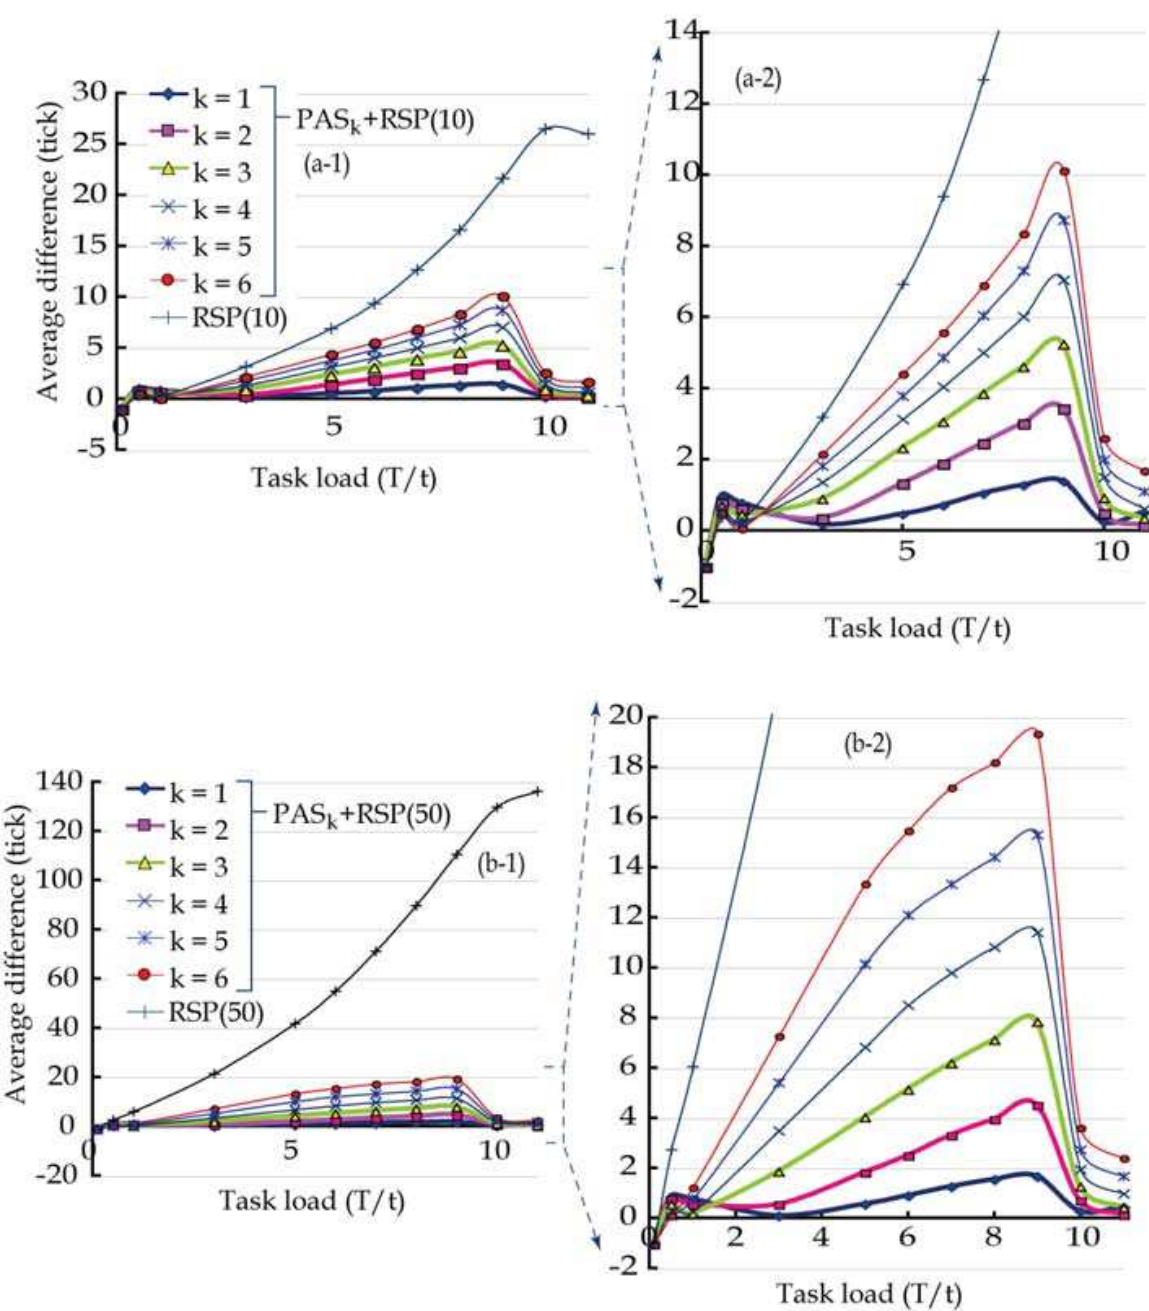 Average difference (tick)
30
25
20
15
10
5
0
-5
0
5
10
Task load (T/t)
k = 1
k = 2
k = 3
k = 4
k = 5
k = 6
RSP(10)
PASk+RSP(10)
(a-1)
14
12
10
8
6
4
2
0
-2
0
5
10
(a-2)
Task load (T/t)
Average difference (tick)
140
120
100
80
60
40
20
0
-20
0
5
10
Task load (T/t)
k = 1
k = 2
k = 3
k = 4
k = 5
k = 6
RSP(50)
PASk+RSP(50)
(b-1)
20
18
16
14
12
10
8
6
4
2
0
-2
0
2
4
6
8
10
(b-2)
Task load (T/t)